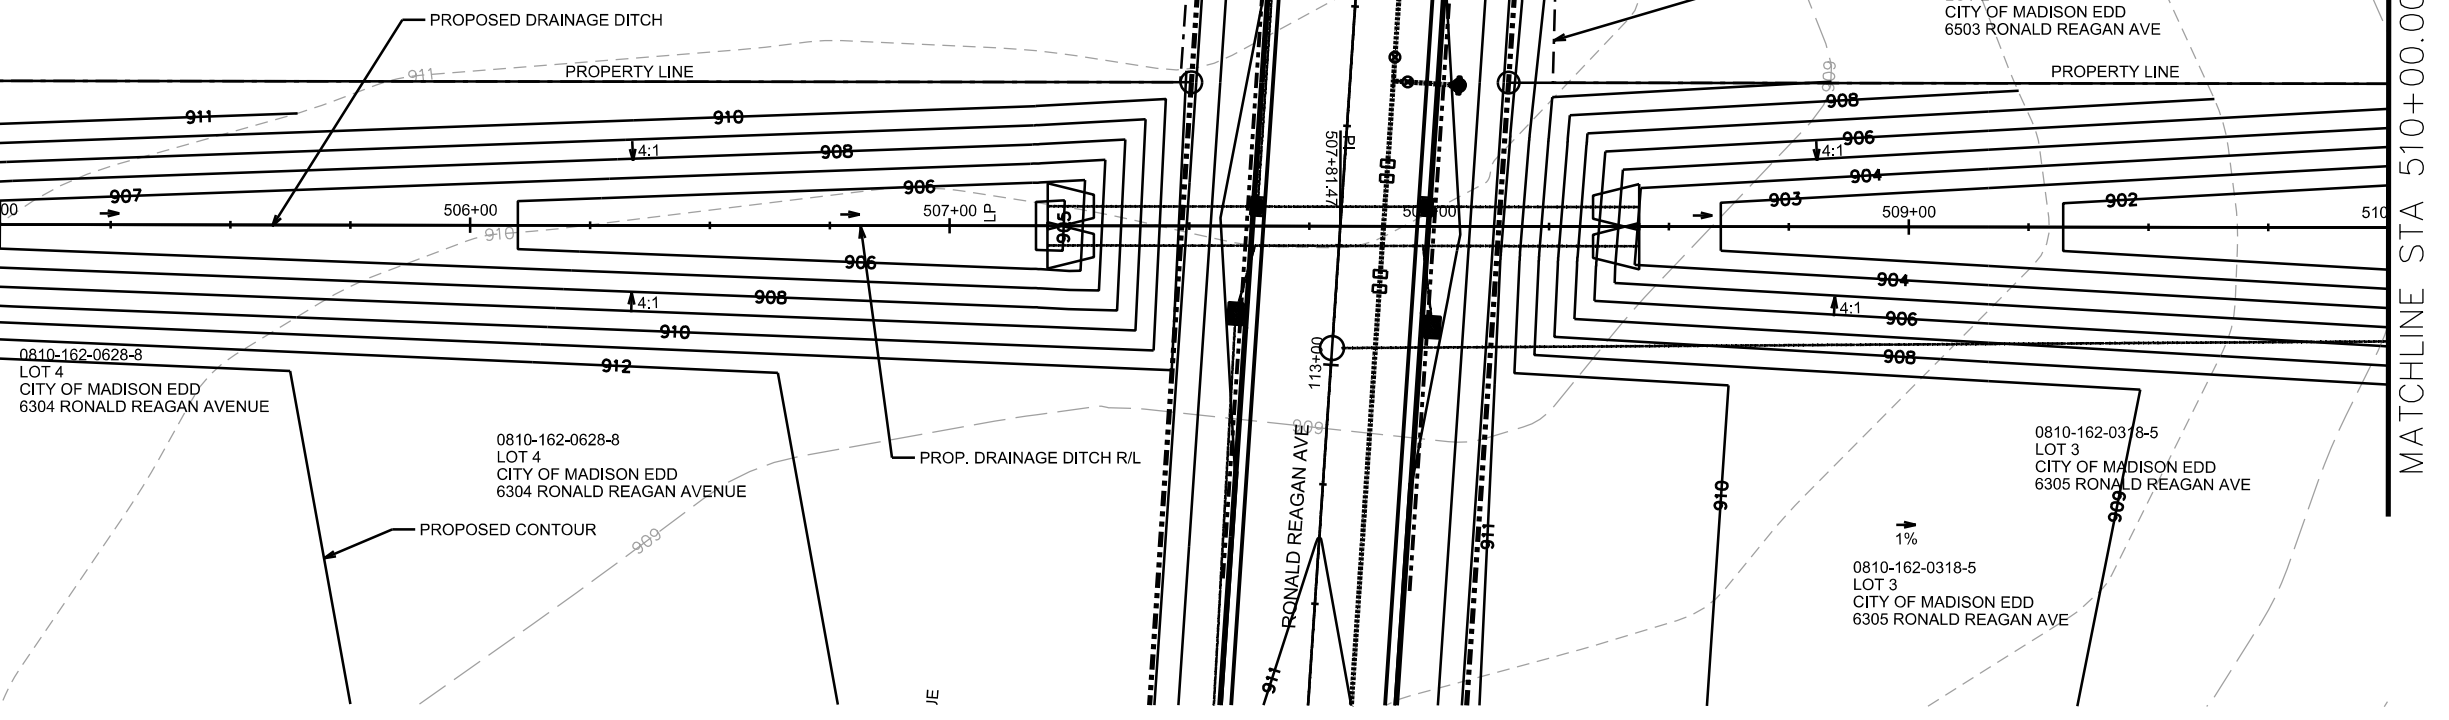 PROPOSED DRAINAGE DITCH
CITY OF MADISON EDD
6503 RONALD REAGAN AVE
911
PROPERTY LINE
PROPERTY LINE
909
911
910
908
4:1
908
906
4:1
904
907
906
903
902
00
506+00
507+00
LP
905
PI
507+81.47
509+00
510
910
906
908
4:1
910
912
904
4:1
906
908
113+00
0810-162-0628-8
LOT 4
CITY OF MADISON EDD
6304 RONALD REAGAN AVENUE
0810-162-0628-8
LOT 4
CITY OF MADISON EDD
6304 RONALD REAGAN AVENUE
PROP. DRAINAGE DITCH R/L
PROPOSED CONTOUR
909
909
RONALD REAGAN AVE
911
911
910
909
0810-162-0318-5
LOT 3
CITY OF MADISON EDD
6305 RONALD REAGAN AVE
1%
0810-162-0318-5
LOT 3
CITY OF MADISON EDD
6305 RONALD REAGAN AVE
MATCHLINE STA 510+00.00